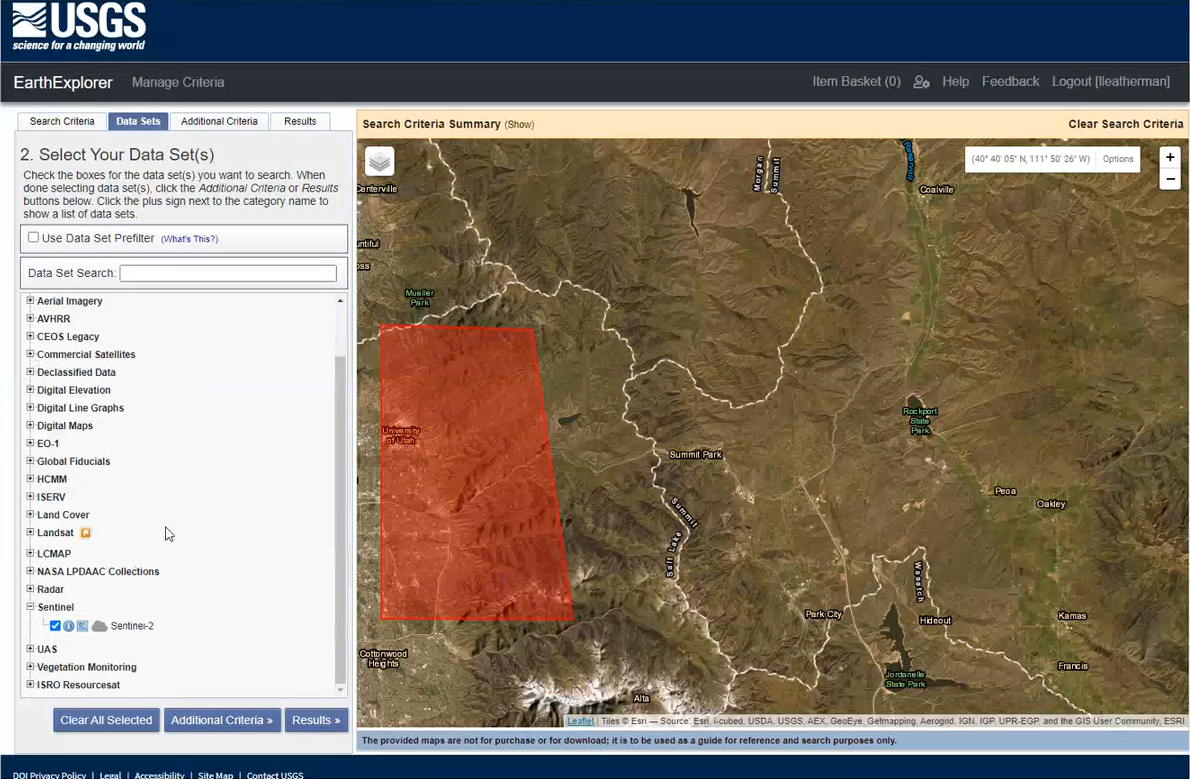 USGS
science for a changing world
EarthExplorer Manage Criteria Item Basket (0) Help Feedback Logout [lleatherman]
Search Criteria Data Sets Additional Criteria Results
2. Select Your Data Set(s)
Check the boxes for the data set(s) you want to search. When
done selecting data set(s), click the Additional Criteria or Results
buttons below. Click the plus sign next to the category name to
show a list of data sets.
Use Data Set Prefilter (What's This?)
Data Set Search:
Aerial Imagery
AVHRR
CEOS Legacy
Commercial Satellites
Declassified Data
Digital Elevation
Digital Line Graphs
Digital Maps
EO-1
Global Fiducials
HCMM
ISERV
Land Cover
Landsat
LCMAP
NASA LPDAAC Collections
Radar
Sentinel
Sentinel-2
UAS
Vegetation Monitoring
ISRO Resourcesat
Clear All Selected Additional Criteria » Results »
Search Criteria Summary (Show) Clear Search Criteria
(40° 40' 05" N, 111° 50' 26" W) Options
+
−
Morgan
Summit
Reservoir
Coalville
Centerville
untiful
oss
Mueller
Park
University
of Utah
Rockport
State
Park
Summit Park
Peoa
Oakley
Summit
Salt Lake
Wasatch
Park City
Hideout
Kamas
Cottonwood
Heights
Francis
Jordanelle
State Park
Alta
Leaflet | Tiles © Esri — Source: Esri, i-cubed, USDA, USGS, AEX, GeoEye, Getmapping, Aerogrid, IGN, IGP, UPR-EGP, and the GIS User Community, ESRI
The provided maps are not for purchase or for download; it is to be used as a guide for reference and search purposes only.
DOI Privacy Policy | Legal | Accessibility | Site Map | Contact USGS